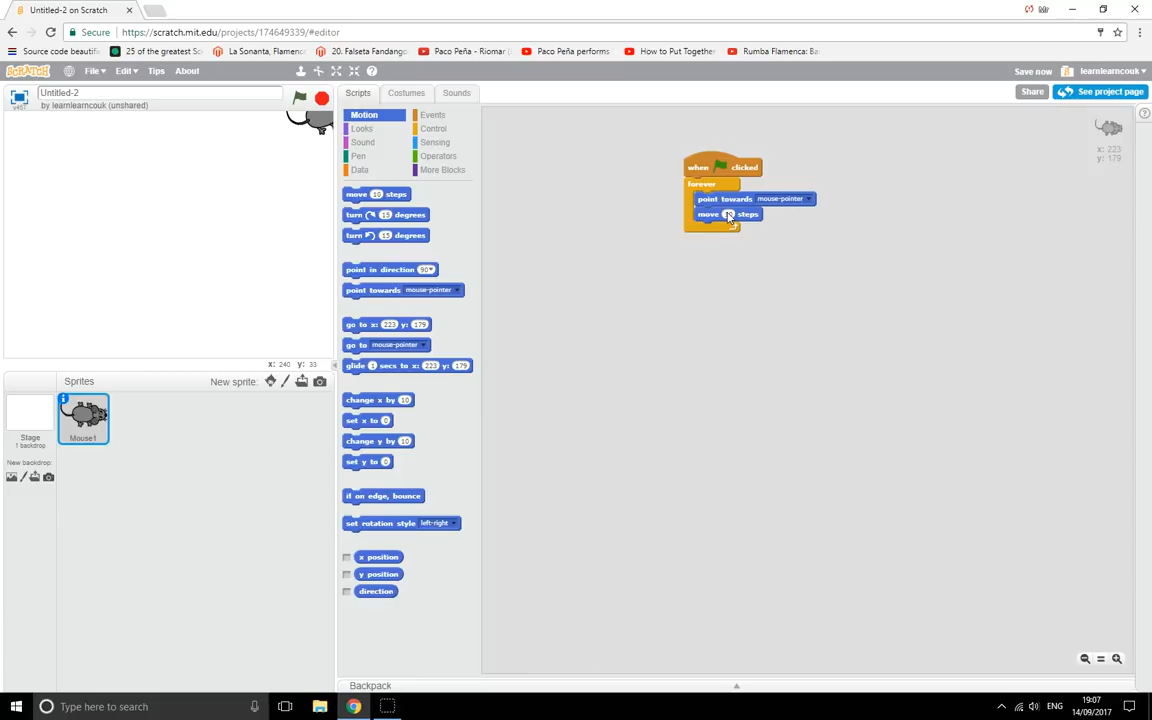 Untitled-2 on Scratch
Mr
Secure
https://scratch.mit.edu/projects/174649339/#editor
Source code beautif
25 of the greatest Sc
La Sonanta, Flamenc
20. Falseta Fandango
Paco Peña - Riomar (
Paco Peña performs
How to Put Together
Rumba Flamenca: Ba
SCRATCH
File
Edit
Tips
About
Save now
learnlearncouk
Untitled-2
by learnlearncouk (unshared)
v457
Scripts
Costumes
Sounds
Share
See project page
Motion
Events
Looks
Control
Sound
Sensing
Pen
Operators
Data
More Blocks
move 10 steps
turn 15 degrees
turn 15 degrees
point in direction 90
point towards mouse-pointer
go to x: 223 y: 179
go to mouse-pointer
glide 1 secs to x: 223 y: 179
change x by 10
set x to 0
change y by 10
set y to 0
if on edge, bounce
set rotation style left-right
x position
y position
direction
when clicked
forever
point towards mouse-pointer
move steps
x: 223
y: 179
x: 240 y: 33
Sprites
New sprite:
Stage
1 backdrop
New backdrop:
Mouse1
Backpack
Type here to search
ENG
19:07
14/09/2017